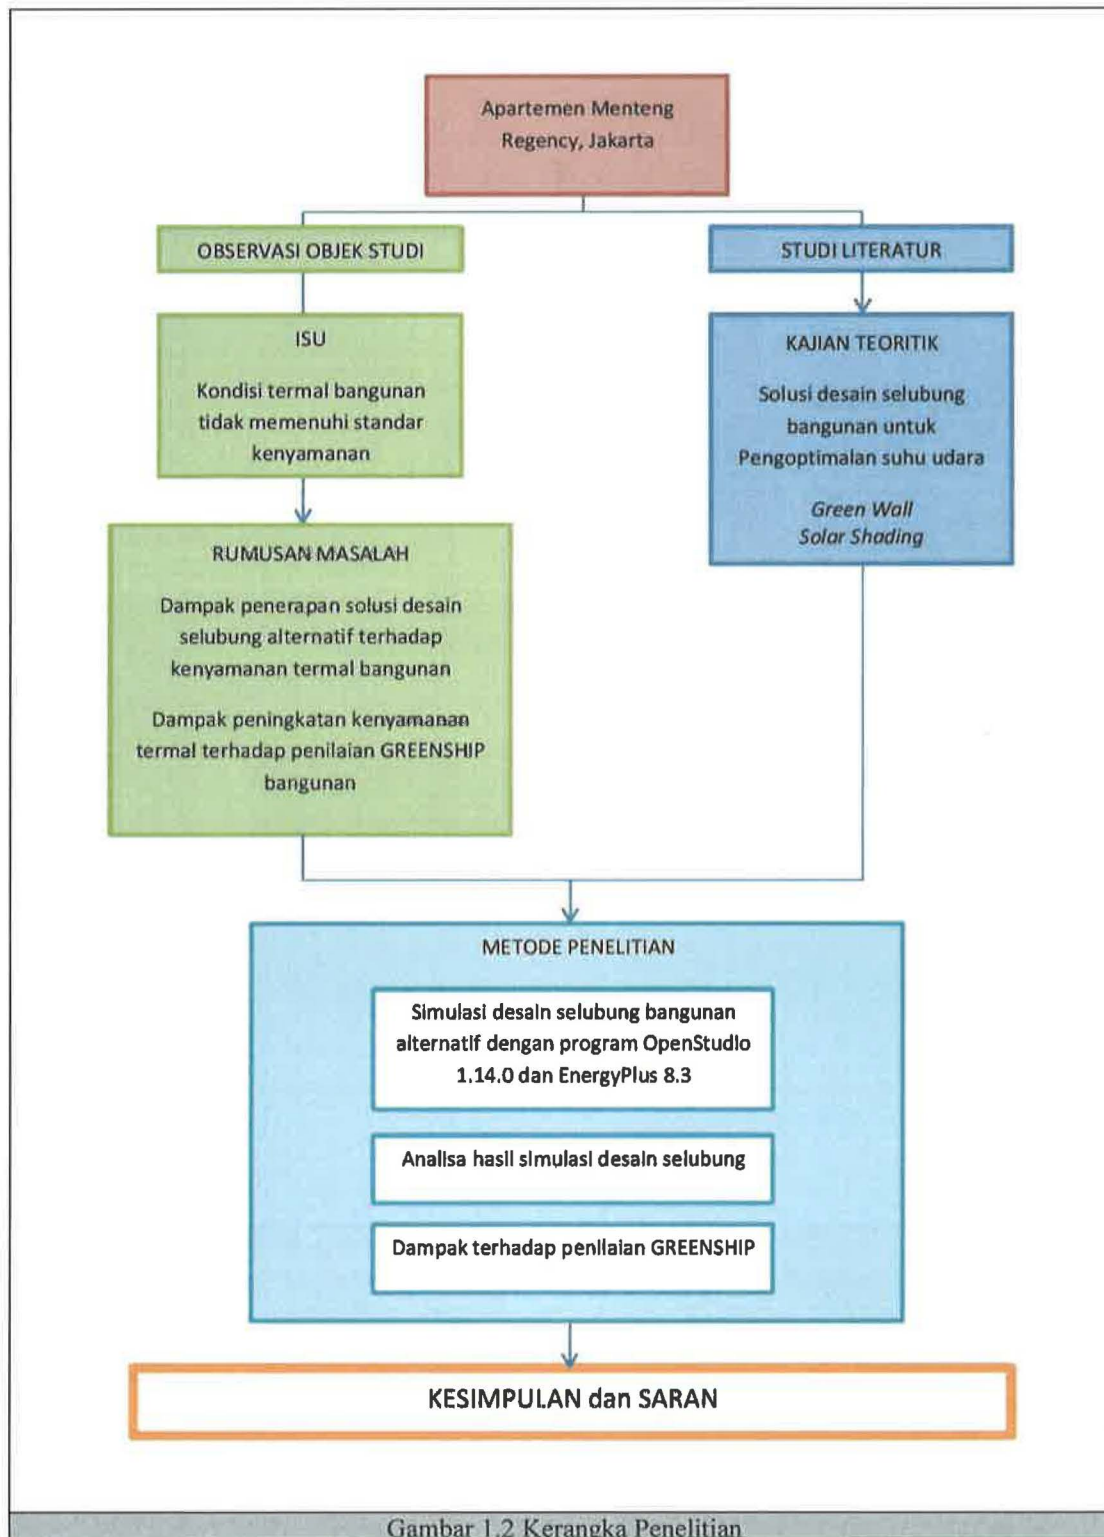 Apartemen Menteng
Regency, Jakarta
OBSERVASI OBJEK STUDI
ISU
Kondisi termal bangunan
tidak memenuhi standar
kenyamanan
RUMUSAN MASALAH
Dampak penerapan solusi desain
selubung alternatif terhadap
kenyamanan termal bangunan
Dampak peningkatan kenyamanan
termal terhadap penilaian GREENSHIP
bangunan
STUDI LITERATUR
KAJIAN TEORITIK
Solusi desain selubung
bangunan untuk
Pengoptimalan suhu udara
Green Wall
Solar Shading
METODE PENELITIAN
Simulasi desain selubung bangunan
alternatif dengan program OpenStudio
1.14.0 dan EnergyPlus 8.3
Analisa hasil simulasi desain selubung
Dampak terhadap penilaian GREENSHIP
KESIMPULAN dan SARAN
Gambar 1.2 Kerangka Penelitian